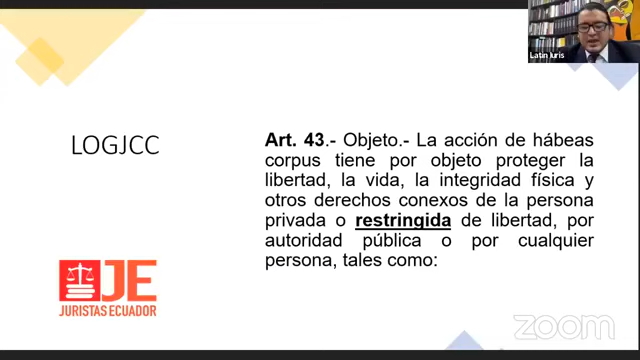 Latin Iuris
LOGJCC
Art. 43.- Objeto.- La acción de hábeas
corpus tiene por objeto proteger la
libertad, la vida, la integridad física y
otros derechos conexos de la persona
privada o restringida de libertad, por
autoridad pública o por cualquier
persona, tales como:
JE
JURISTAS ECUADOR
zoom